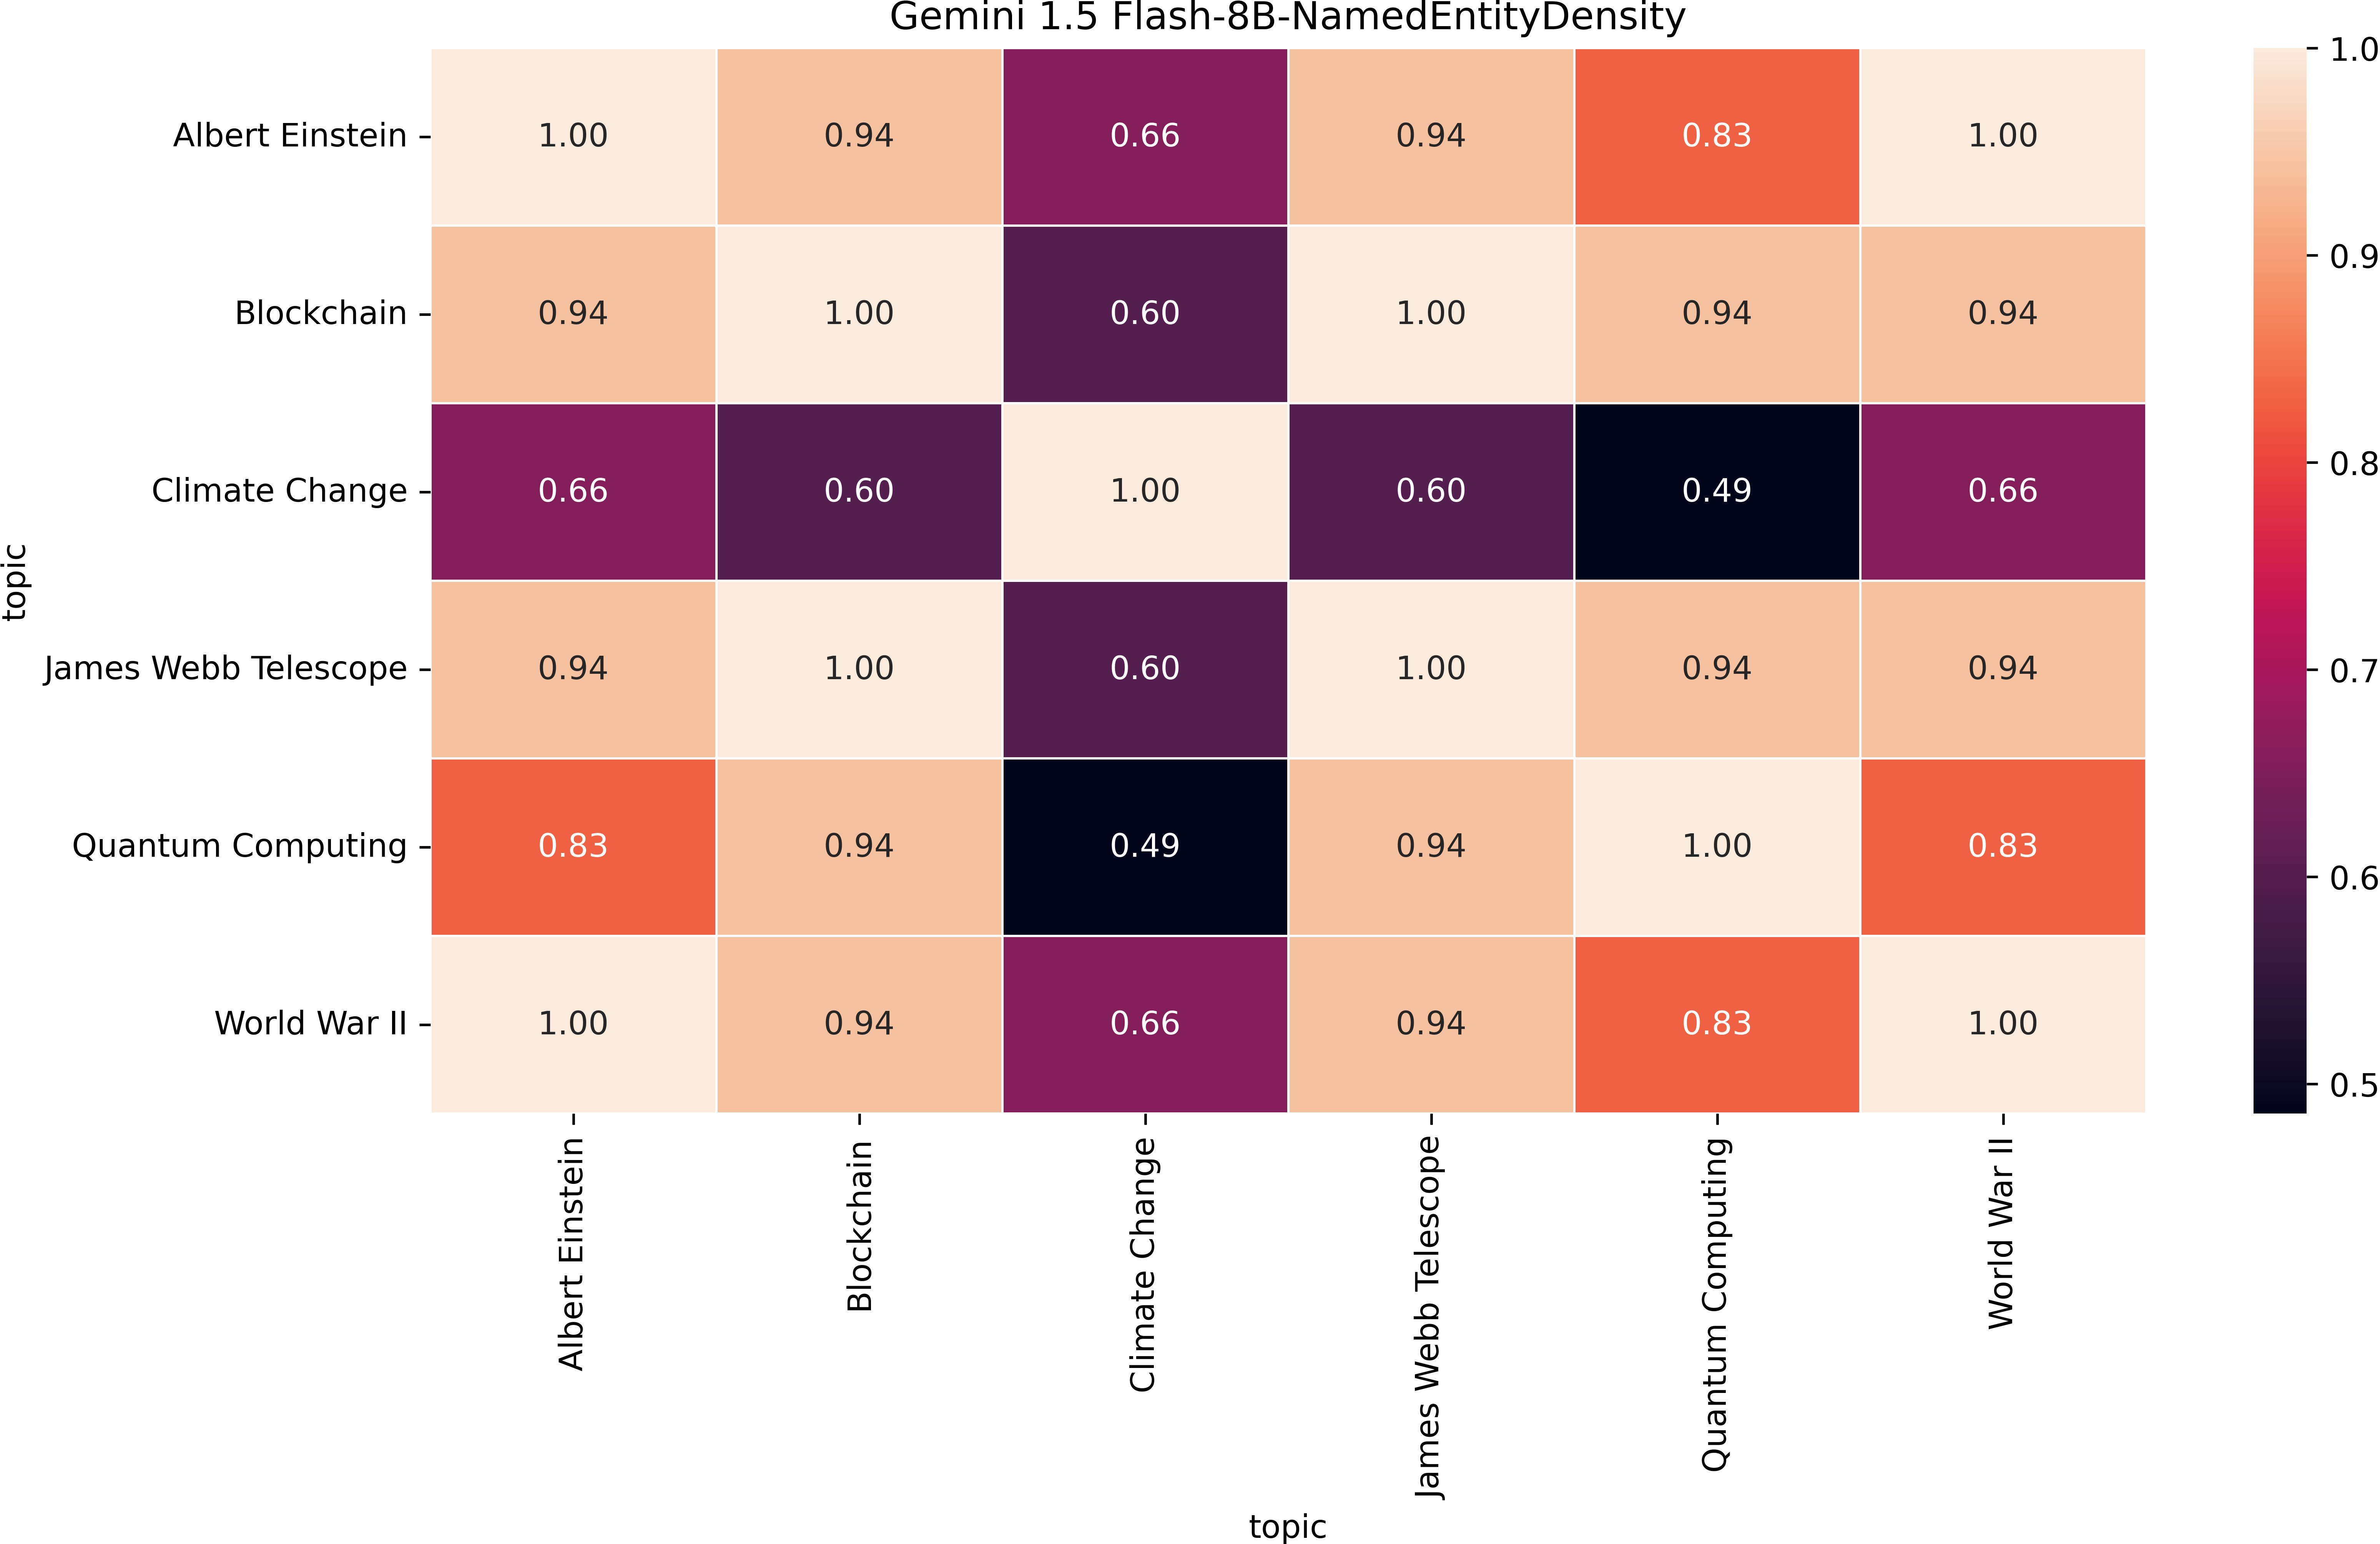 Gemini 1.5 Flash-8B-NamedEntityDensity
topic
Albert Einstein 1.00 0.94 0.66 0.94 0.83 1.00
Blockchain 0.94 1.00 0.60 1.00 0.94 0.94
Climate Change 0.66 0.60 1.00 0.60 0.49 0.66
James Webb Telescope 0.94 1.00 0.60 1.00 0.94 0.94
Quantum Computing 0.83 0.94 0.49 0.94 1.00 0.83
World War II 1.00 0.94 0.66 0.94 0.83 1.00
Albert Einstein
Blockchain
Climate Change
James Webb Telescope
Quantum Computing
World War II
topic
1.0
0.9
0.8
0.7
0.6
0.5